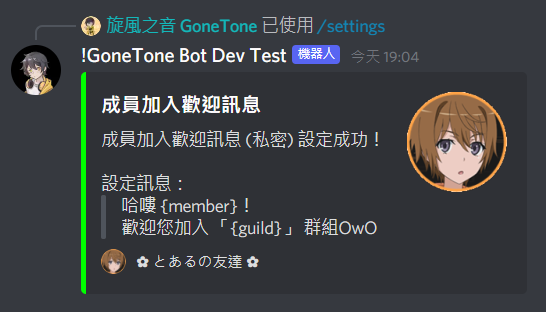 旋風之音 GoneTone 已使用 /settings
!GoneTone Bot Dev Test 機器人 今天 19:04
成員加入歡迎訊息
成員加入歡迎訊息 (私密) 設定成功！
設定訊息：
哈嘍 {member}！
歡迎您加入「 {guild} 」 群組OwO
✿ とあるの友達 ✿